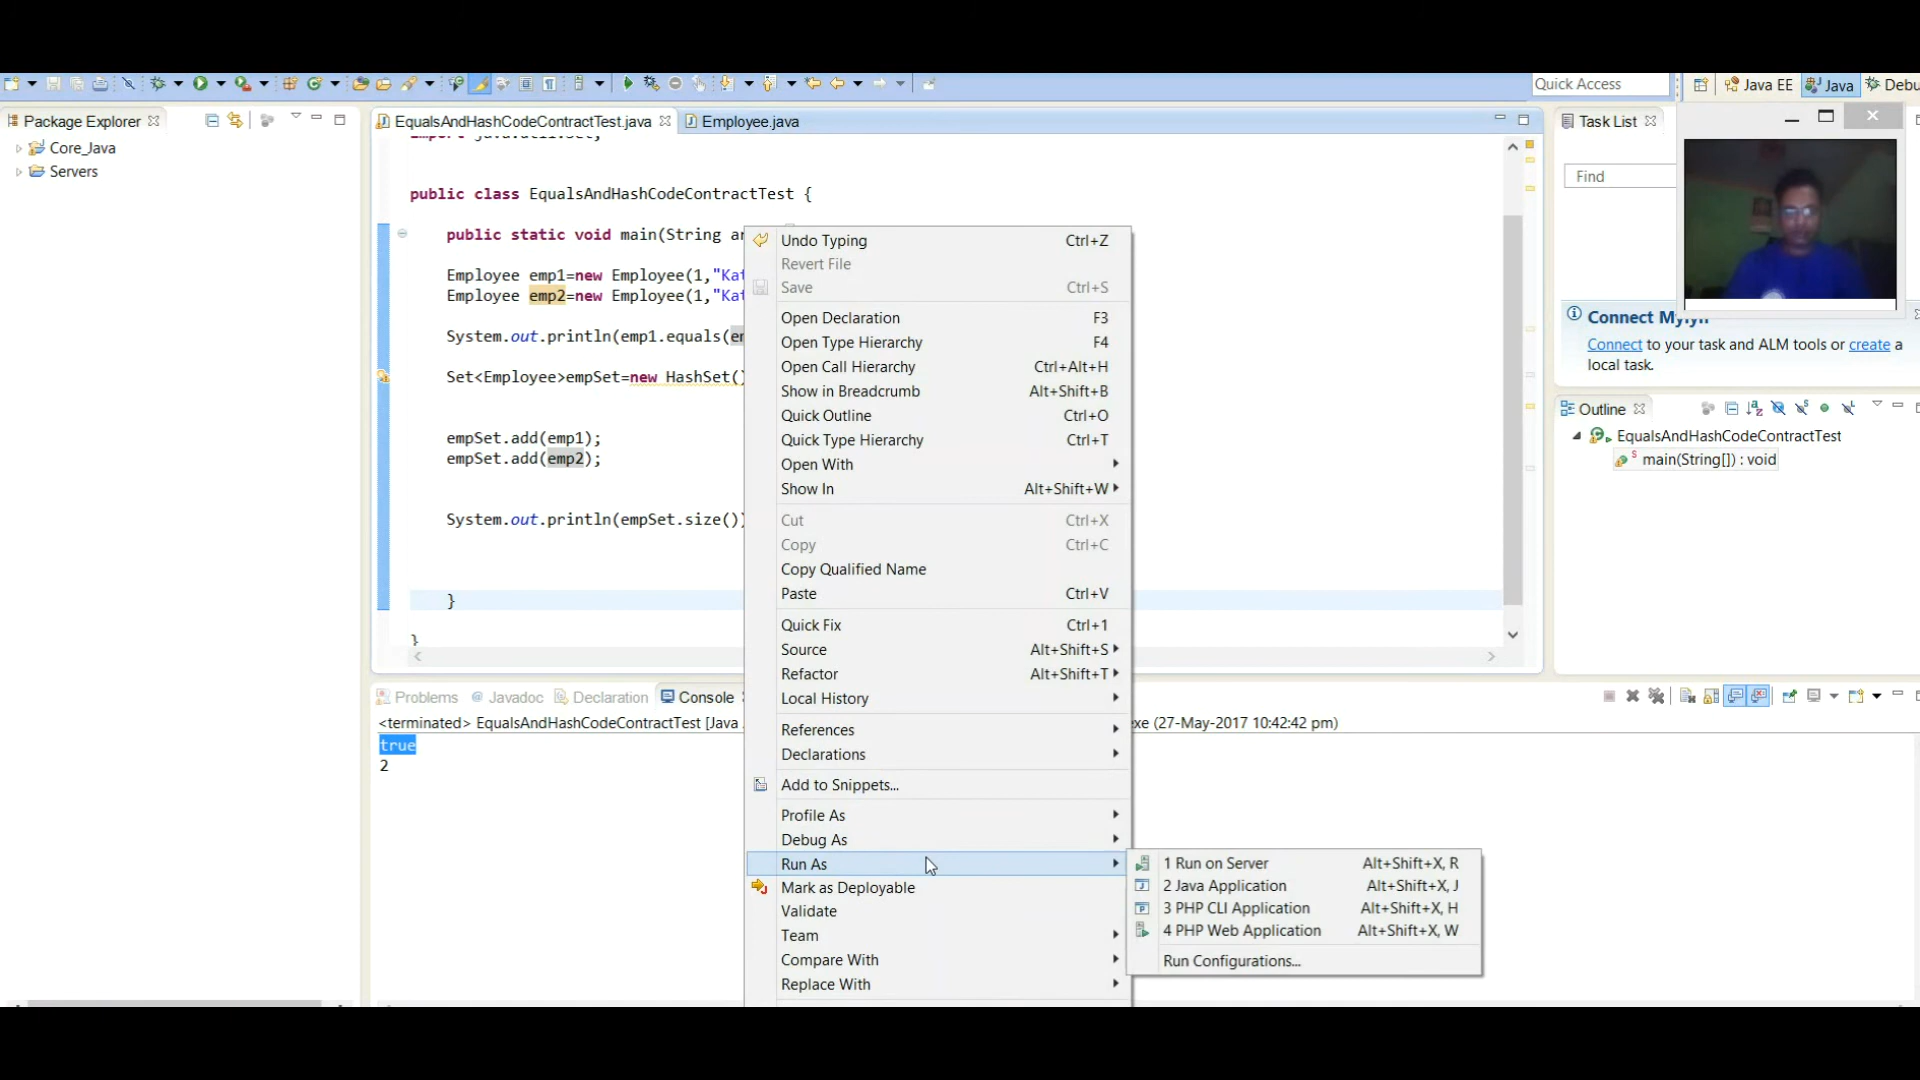 Quick Access
Java EE
Java
Debu
Package Explorer
EqualsAndHashCodeContractTest.java
Employee.java
Task List
Core_Java
Servers
import java.util.Set;
public class EqualsAndHashCodeContractTest {
public static void main(String ar
Employee emp1=new Employee(1,"Kat
Employee emp2=new Employee(1,"Kat
System.out.println(emp1.equals(em
Set<Employee>empSet=new HashSet()
empSet.add(emp1);
empSet.add(emp2);
System.out.println(empSet.size())
}
}
Undo Typing Ctrl+Z
Revert File
Save Ctrl+S
Open Declaration F3
Open Type Hierarchy F4
Open Call Hierarchy Ctrl+Alt+H
Show in Breadcrumb Alt+Shift+B
Quick Outline Ctrl+O
Quick Type Hierarchy Ctrl+T
Open With
Show In Alt+Shift+W
Cut Ctrl+X
Copy Ctrl+C
Copy Qualified Name
Paste Ctrl+V
Quick Fix Ctrl+1
Source Alt+Shift+S
Refactor Alt+Shift+T
Local History
References
Declarations
Add to Snippets...
Profile As
Debug As
Run As
Mark as Deployable
Validate
Team
Compare With
Replace With
1 Run on Server Alt+Shift+X, R
2 Java Application Alt+Shift+X, J
3 PHP CLI Application Alt+Shift+X, H
4 PHP Web Application Alt+Shift+X, W
Run Configurations...
Find
Connect Mylyn
Connect to your task and ALM tools or create a
local task.
Outline
EqualsAndHashCodeContractTest
main(String[]) : void
Problems
Javadoc
Declaration
Console
<terminated> EqualsAndHashCodeContractTest [Java
xe (27-May-2017 10:42:42 pm)
true
2